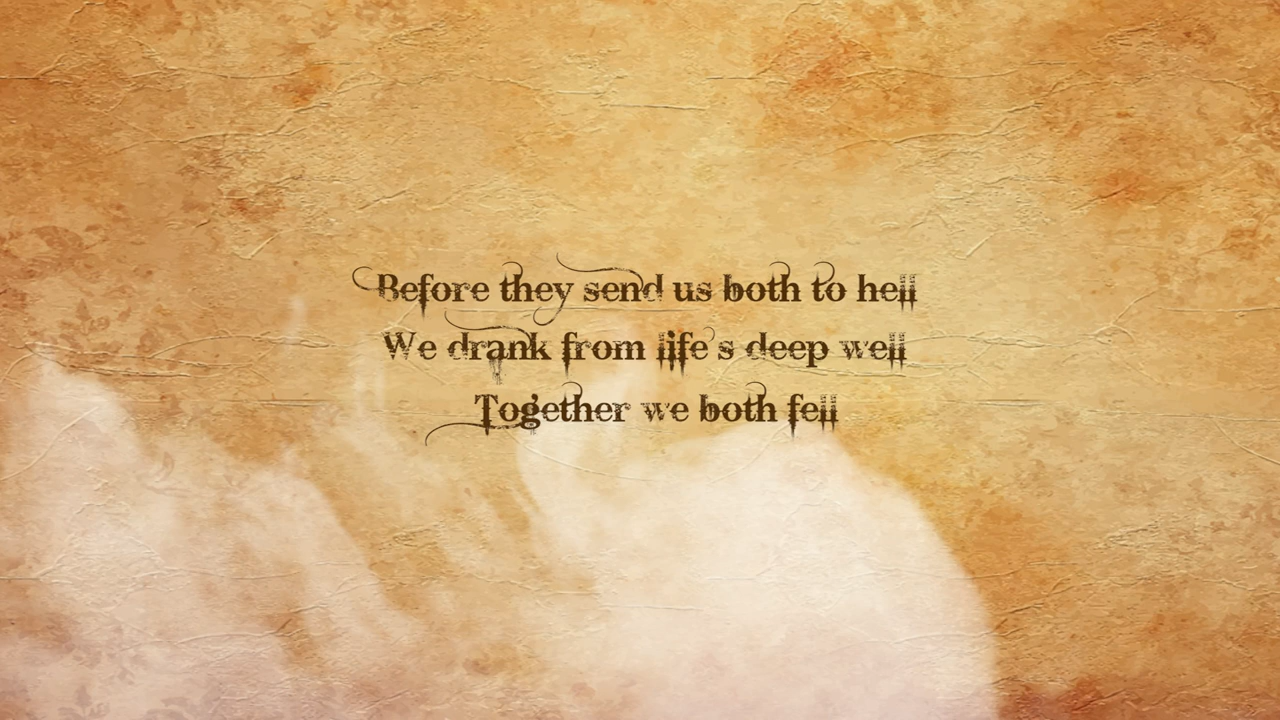 Before they send us both to hell
We drank from life's deep well
Together we both fell